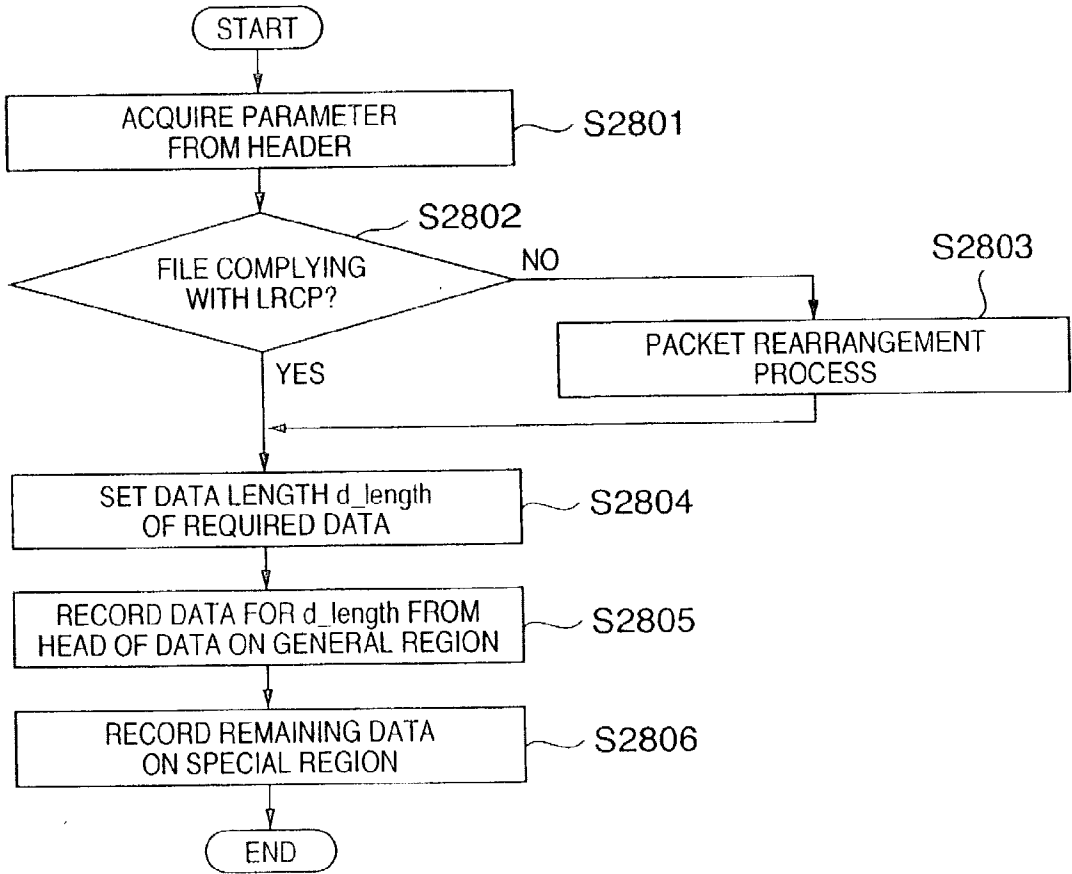 START
ACQUIRE PARAMETER
FROM HEADER
S2801
S2802
FILE COMPLYING
WITH LRCP?
NO
S2803
PACKET REARRANGEMENT
PROCESS
YES
SET DATA LENGTH d_length
OF REQUIRED DATA
S2804
RECORD DATA FOR d_length FROM
HEAD OF DATA ON GENERAL REGION
S2805
RECORD REMAINING DATA
ON SPECIAL REGION
S2806
END